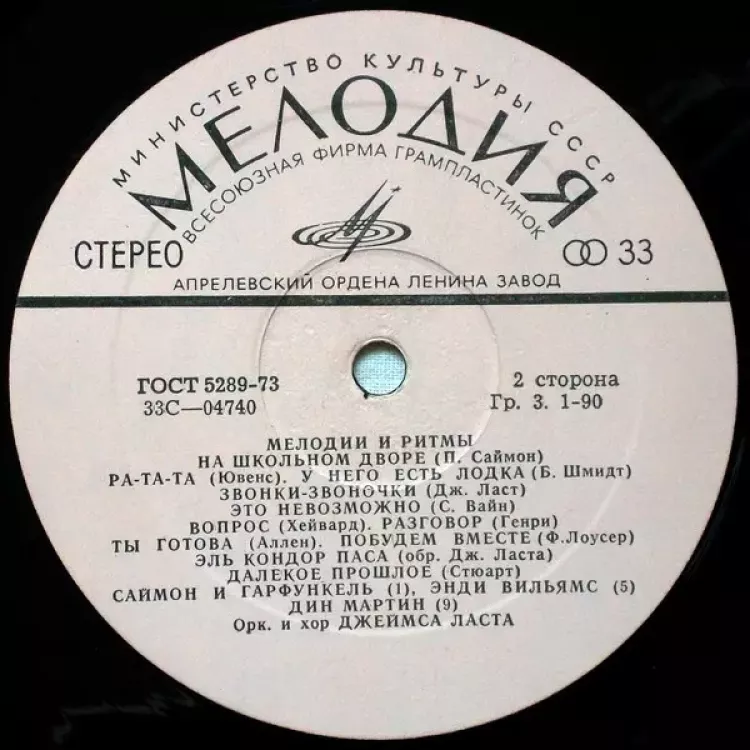 МИНИСТЕРСТВО КУЛЬТУРЫ СССР
МЕЛОДИЯ
ВСЕСОЮЗНАЯ ФИРМА ГРАМПЛАСТИНОК
СТЕРЕО 33
АПРЕЛЕВСКИЙ ОРДЕНА ЛЕНИНА ЗАВОД
ГОСТ 5289-73 2 сторона
33С—04740 Гр. 3. 1-90
МЕЛОДИИ И РИТМЫ
НА ШКОЛЬНОМ ДВОРЕ (П. Саймон)
РА-ТА-ТА (Ювенс). У НЕГО ЕСТЬ ЛОДКА (Б. Шмидт)
ЗВОНКИ-ЗВОНОЧКИ (Дж. Ласт)
ЭТО НЕВОЗМОЖНО (С. Вайн)
ВОПРОС (Хейвард). РАЗГОВОР (Генри)
ТЫ ГОТОВА (Аллен). ПОБУДЕМ ВМЕСТЕ (Ф. Лоусер)
ЭЛЬ КОНДОР ПАСА (обр. Дж. Ласта)
ДАЛЕКОЕ ПРОШЛОЕ (Стюарт)
САЙМОН И ГАРФУНКЕЛЬ (1), ЭНДИ ВИЛЬЯМС (5)
ДИН МАРТИН (9)
Орк. и хор ДЖЕЙМСА ЛАСТА